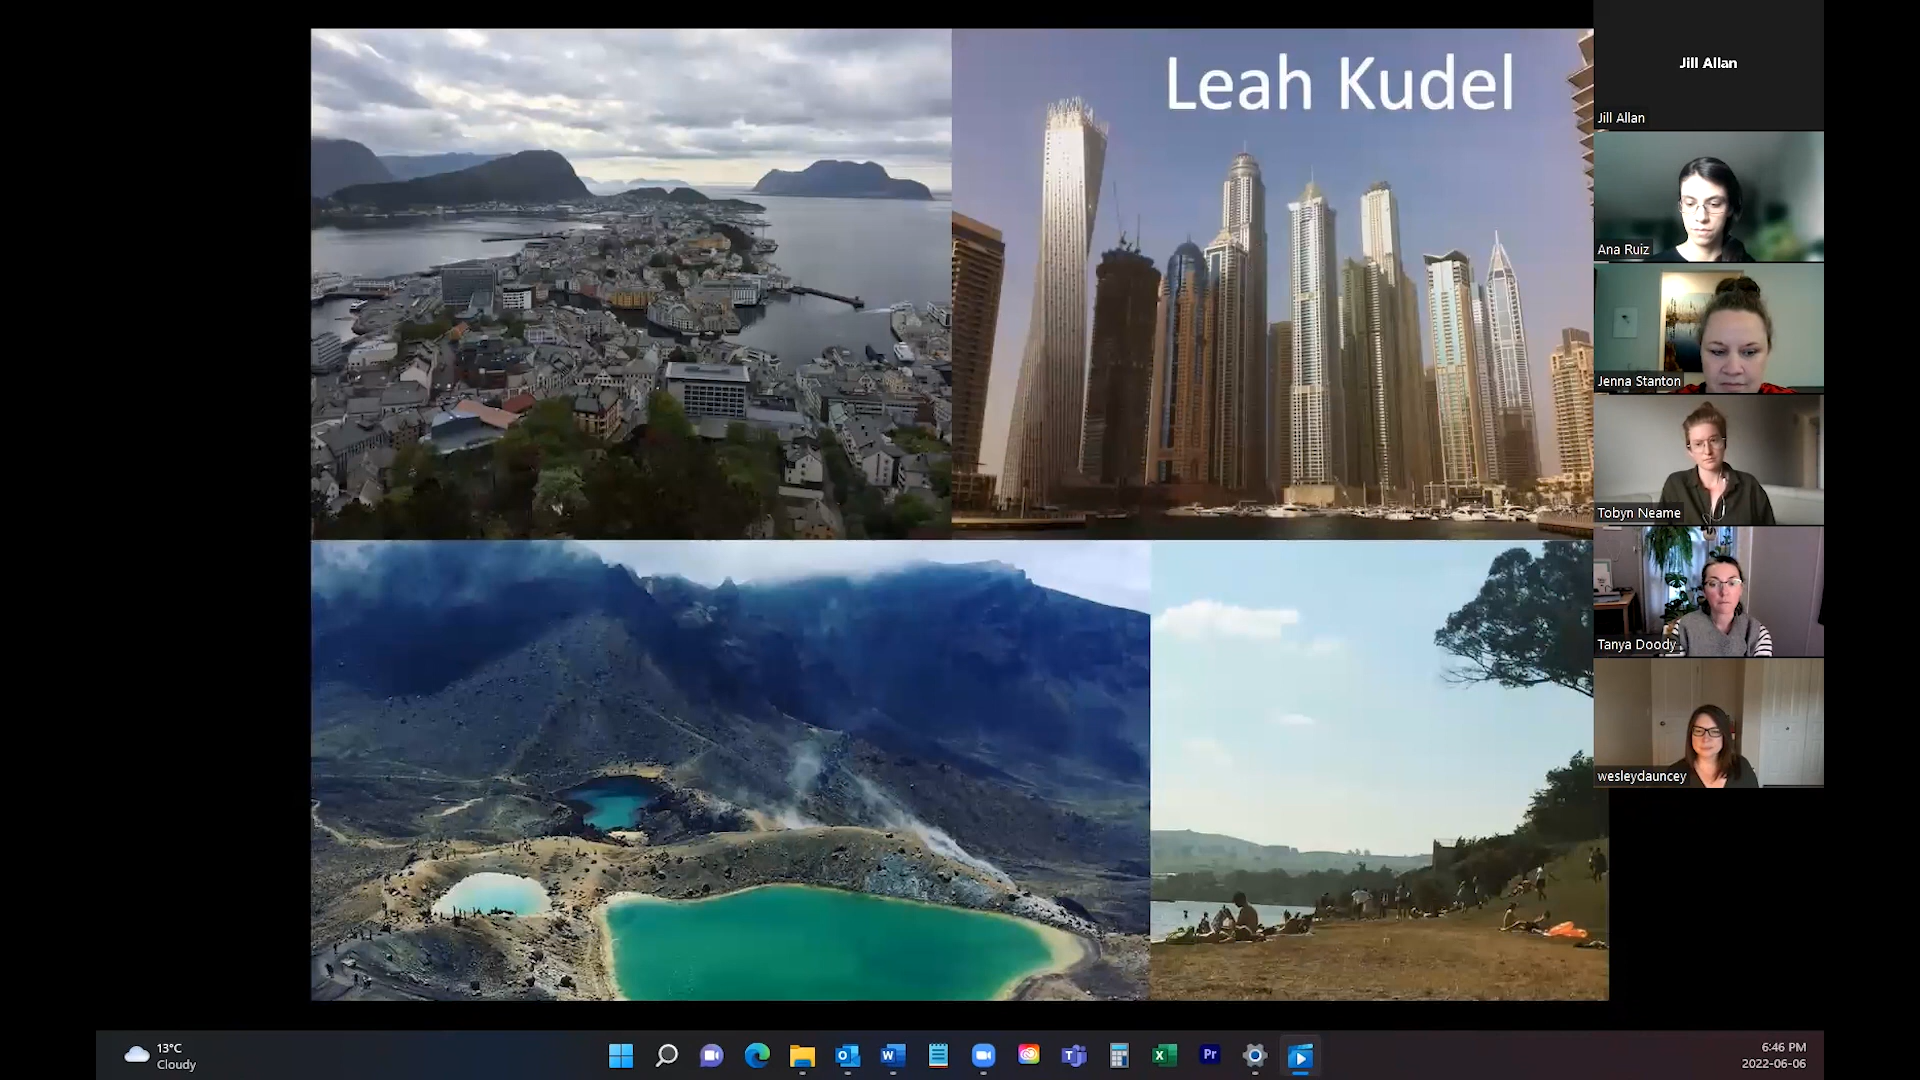 Leah Kudel
Jill Allan
Jill Allan
Ana Ruiz
Jenna Stanton
Tobyn Neame
Tanya Doody
wesleydauncey
13°C
Cloudy
Pr
6:46 PM
2022-06-06